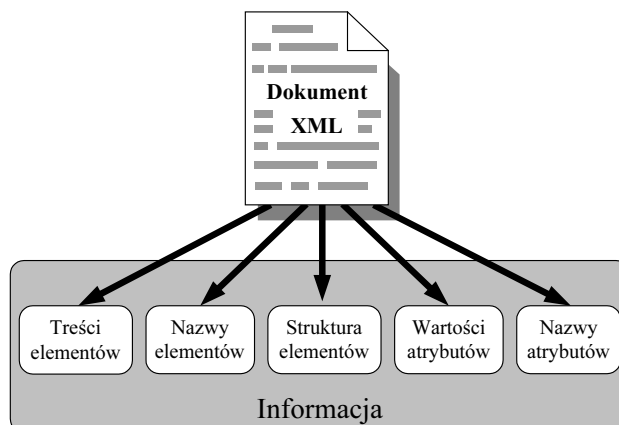 Dokument
XML
Treści
elementów
Nazwy
elementów
Struktura
elementów
Wartości
atrybutów
Nazwy
atrybutów
Informacja